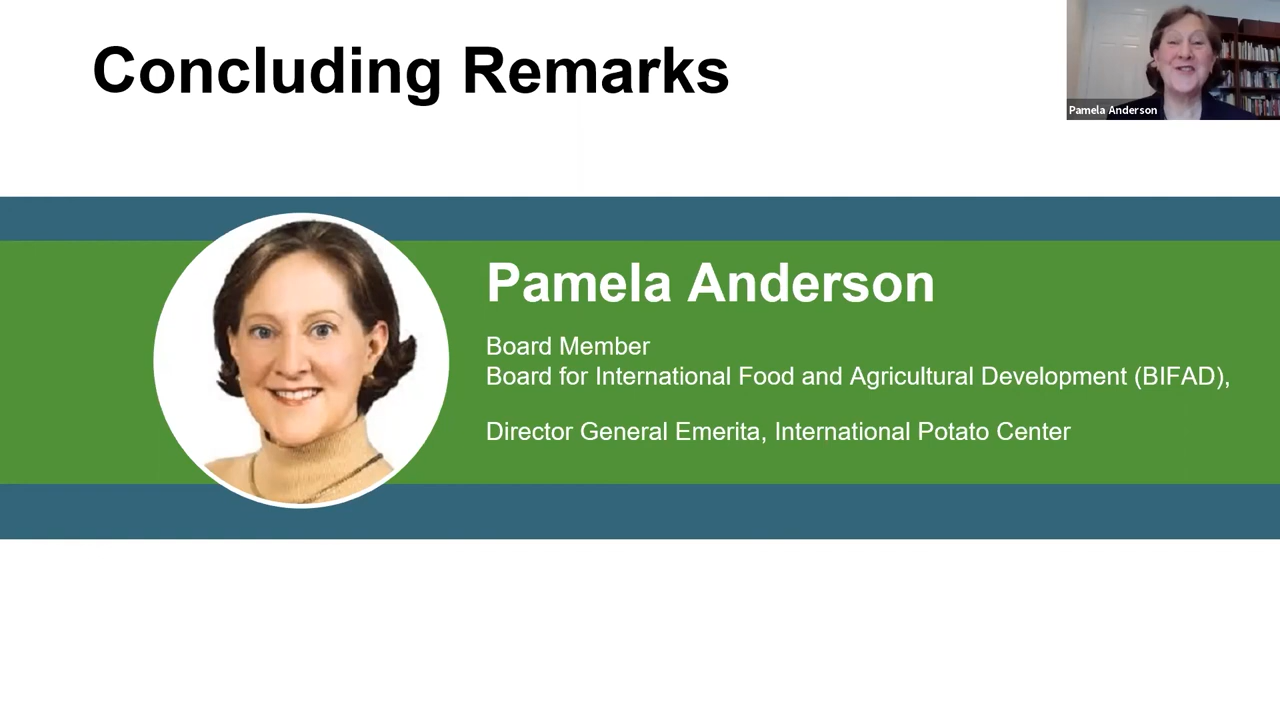 Concluding Remarks
Pamela Anderson
Pamela Anderson
Board Member
Board for International Food and Agricultural Development (BIFAD),
Director General Emerita, International Potato Center